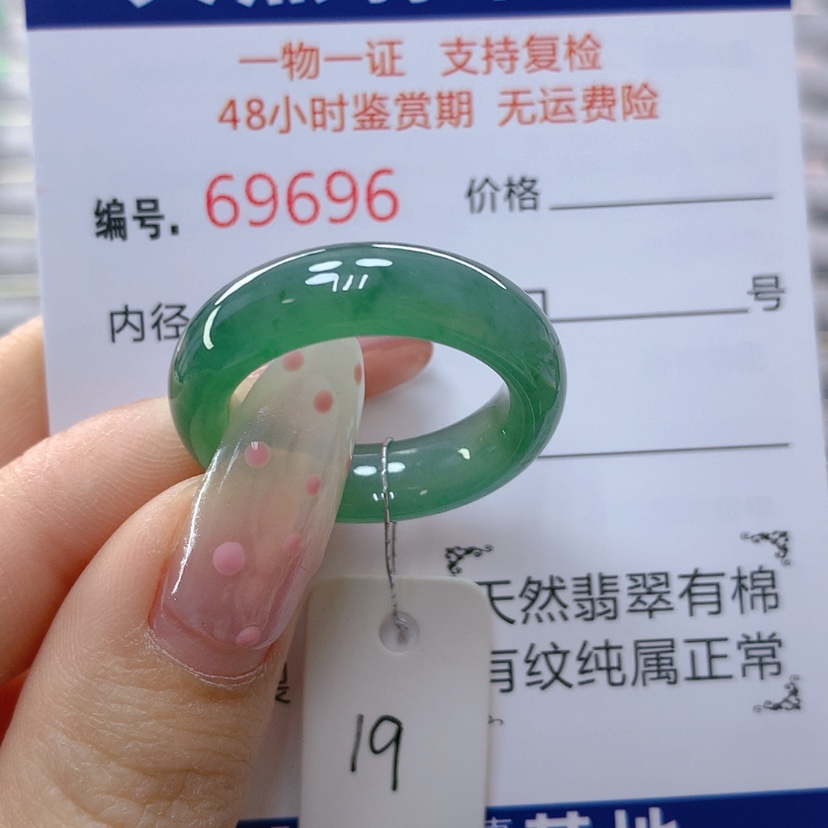 一物一证 支持复检
48小时鉴赏期 无运费险
编号. 69696 价格
内径 号
天然翡翠有棉
有纹纯属正常
19
基地